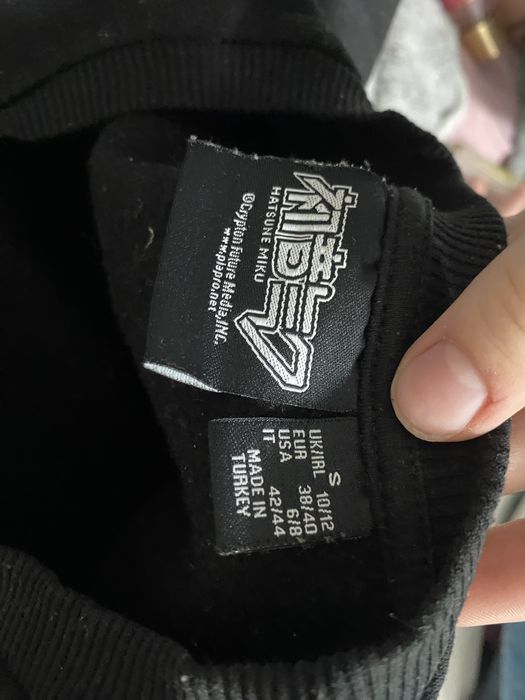 初音ミク
HATSUNE MIKU
©Crypton Future Media,INC.
www.piapro.net
S
UK/IRL 10/12
EUR 38/40
USA 6/8
IT 42/44
MADE IN
TURKEY